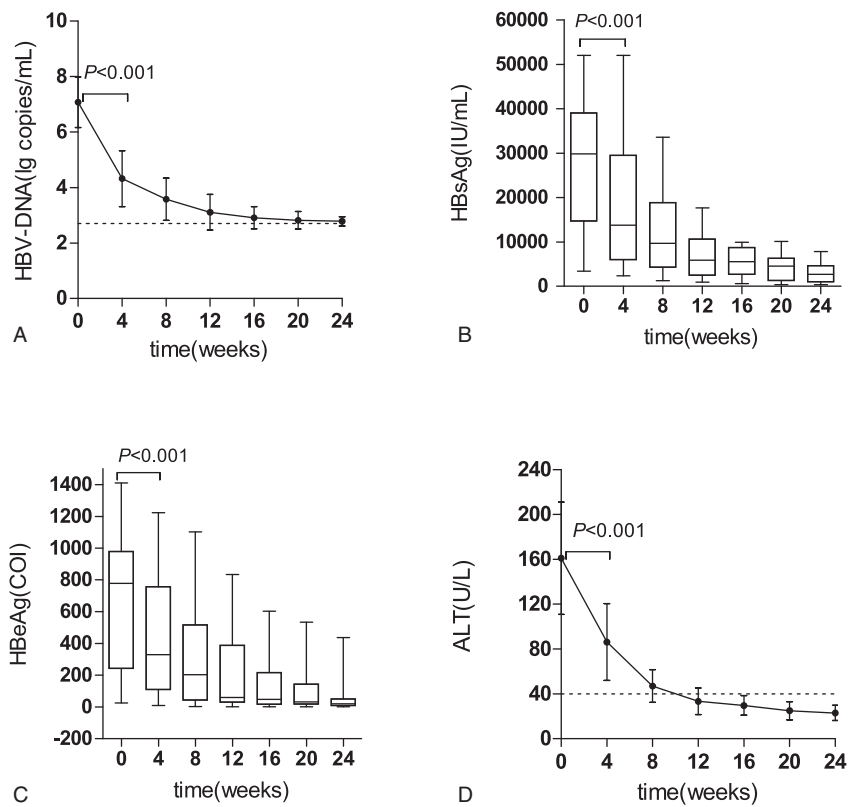 10
8
6
4
2
0
HBV-DNA(lg copies/mL)
P<0.001
0 4 8 12 16 20 24
time(weeks)
A
60000
50000
40000
30000
20000
10000
0
HBsAg(IU/mL)
P<0.001
0 4 8 12 16 20 24
time(weeks)
B
1400
1200
1000
800
600
400
200
0
-200
HBeAg(COI)
P<0.001
0 4 8 12 16 20 24
time(weeks)
C
240
200
160
120
80
40
0
ALT(U/L)
P<0.001
0 4 8 12 16 20 24
time(weeks)
D